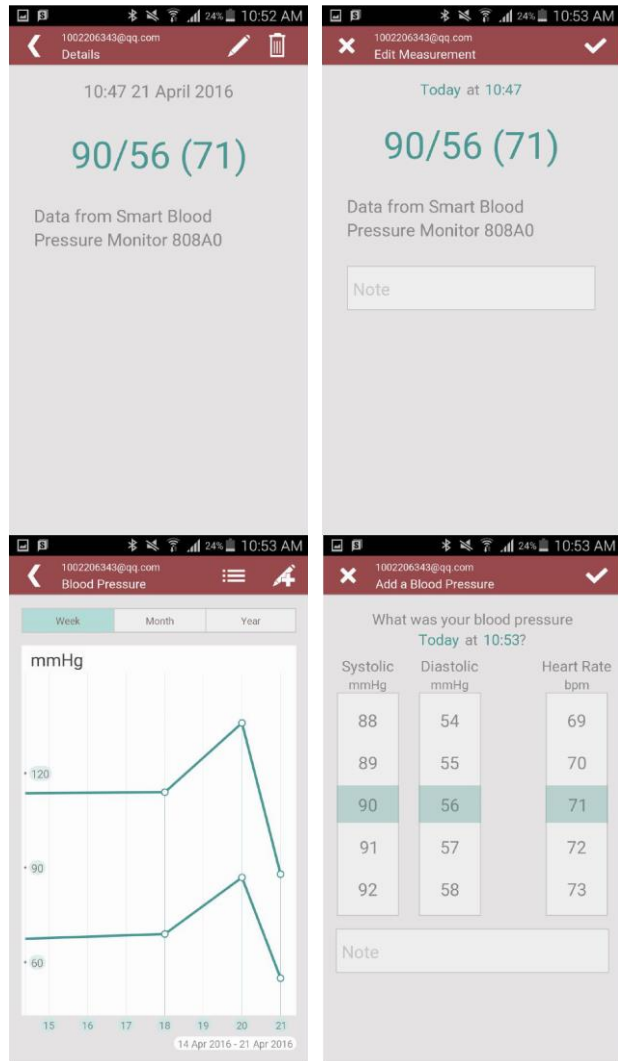 24% 10:52 AM
1002206343@qq.com
Details
10:47 21 April 2016
90/56 (71)
Data from Smart Blood
Pressure Monitor 808A0
24% 10:53 AM
1002206343@qq.com
Edit Measurement
Today at 10:47
90/56 (71)
Data from Smart Blood
Pressure Monitor 808A0
Note
24% 10:53 AM
1002206343@qq.com
Blood Pressure
Week Month Year
mmHg
120
90
60
15 16 17 18 19 20 21
14 Apr 2016 - 21 Apr 2016
24% 10:53 AM
1002206343@qq.com
Add a Blood Pressure
What was your blood pressure
Today at 10:53?
Systolic Diastolic Heart Rate
mmHg mmHg bpm
88 54 69
89 55 70
90 56 71
91 57 72
92 58 73
Note